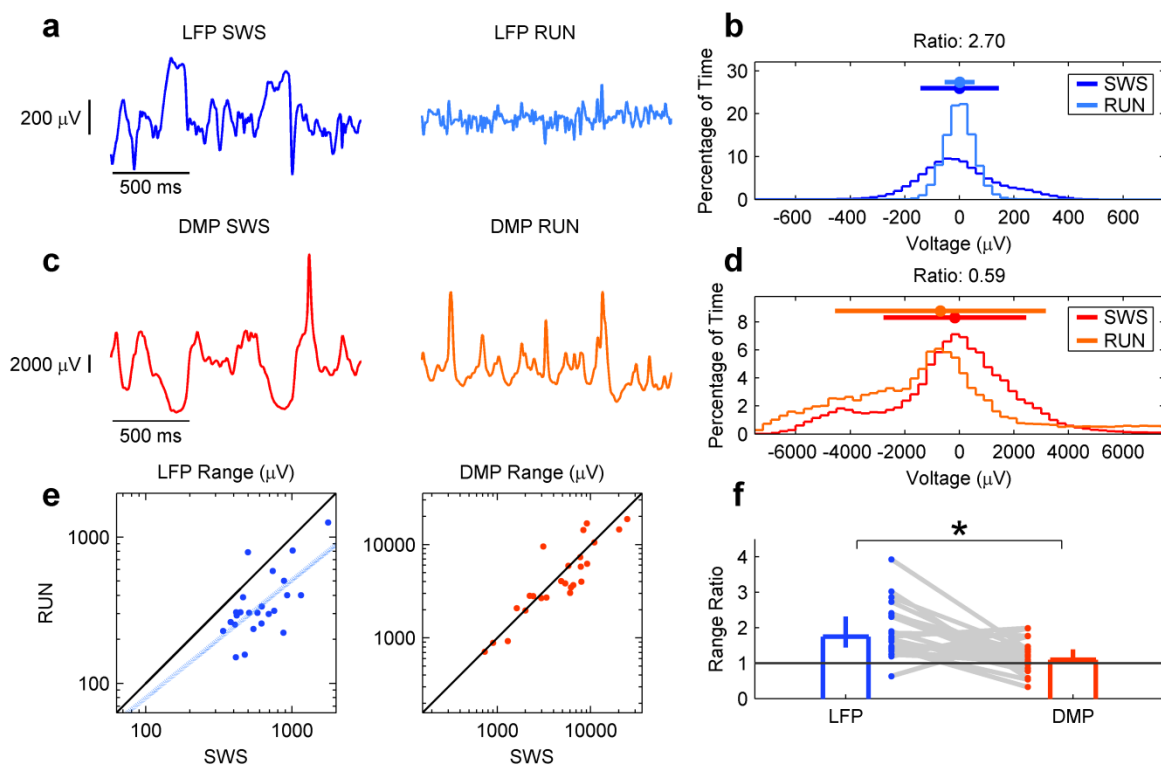 a
LFP SWS
LFP RUN
200 μV
500 ms
b
Ratio: 2.70
Percentage of Time
30
20
10
0
SWS
RUN
-600 -400 -200 0 200 400 600
Voltage (μV)
c
DMP SWS
DMP RUN
2000 μV
500 ms
d
Ratio: 0.59
Percentage of Time
8
6
4
2
0
SWS
RUN
-6000 -4000 -2000 0 2000 4000 6000
Voltage (μV)
e
LFP Range (μV)
RUN
1000
100
100 1000
SWS
DMP Range (μV)
10000
1000
1000 10000
SWS
f
*
Range Ratio
4
3
2
1
0
LFP DMP